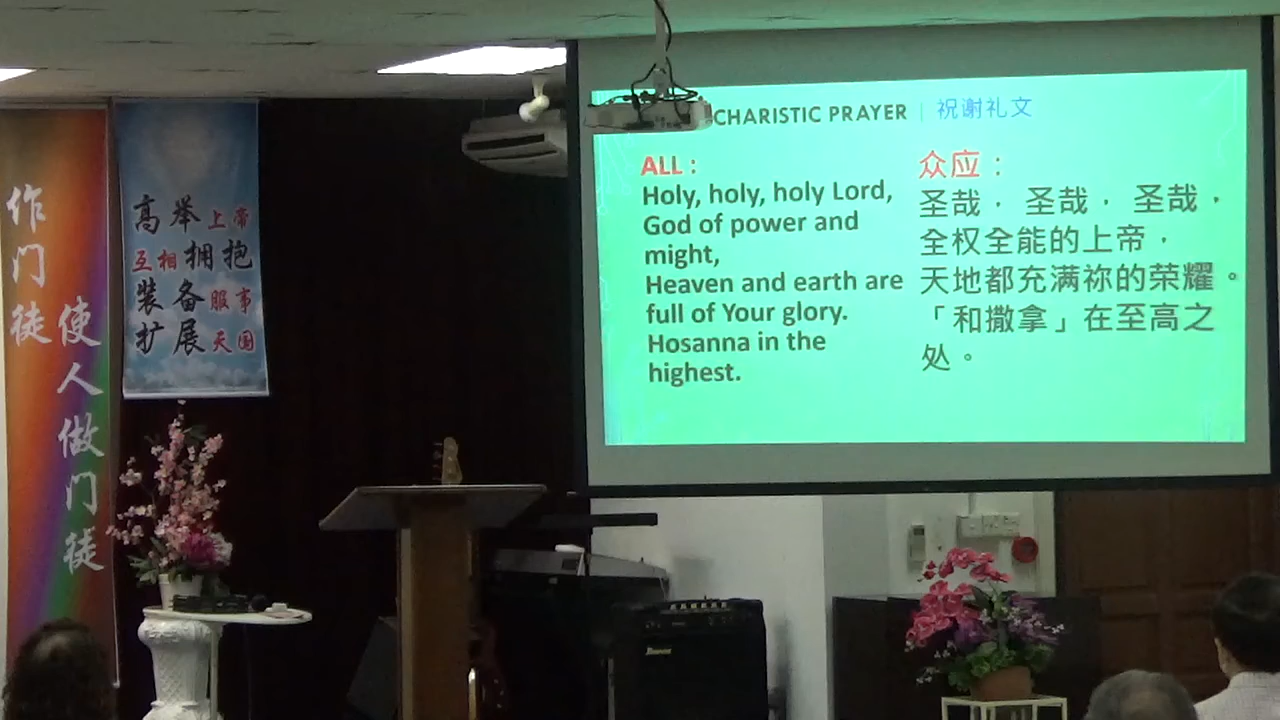 作门徒
使人做门徒
高举上帝
互相拥抱
装备服事
扩展天国
CHARISTIC PRAYER | 祝谢礼文
ALL :
Holy, holy, holy Lord,
God of power and
might,
Heaven and earth are
full of Your glory.
Hosanna in the
highest.
众应：
圣哉， 圣哉， 圣哉，
全权全能的上帝，
天地都充满祢的荣耀。
「和撒拿」在至高之
处。
Ibanez